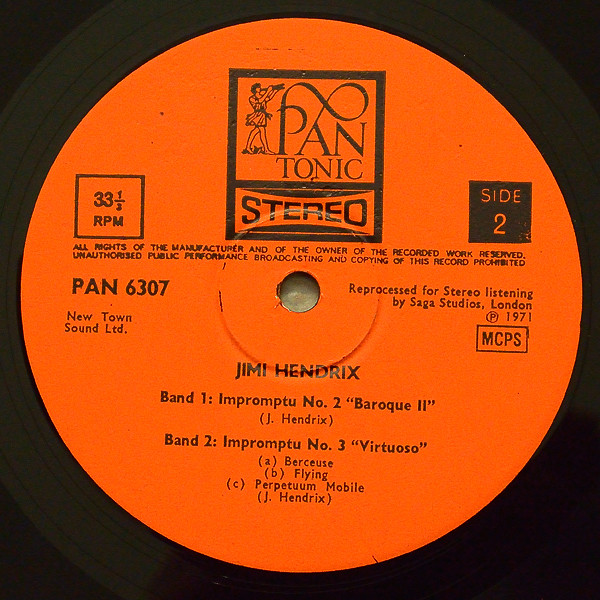 PAN
TONIC
STEREO
33 1/3
RPM
SIDE
2
ALL RIGHTS OF THE MANUFACTURER AND OF THE OWNER OF THE RECORDED WORK RESERVED.
UNAUTHORISED PUBLIC PERFORMANCE BROADCASTING AND COPYING OF THIS RECORD PROHIBITED
PAN 6307
New Town
Sound Ltd.
Reprocessed for Stereo listening
by Saga Studios, London
Ⓟ 1971
MCPS
JIMI HENDRIX
Band 1: Impromptu No. 2 “Baroque II”
(J. Hendrix)
Band 2: Impromptu No. 3 “Virtuoso”
(a) Berceuse
(b) Flying
(c) Perpetuum Mobile
(J. Hendrix)